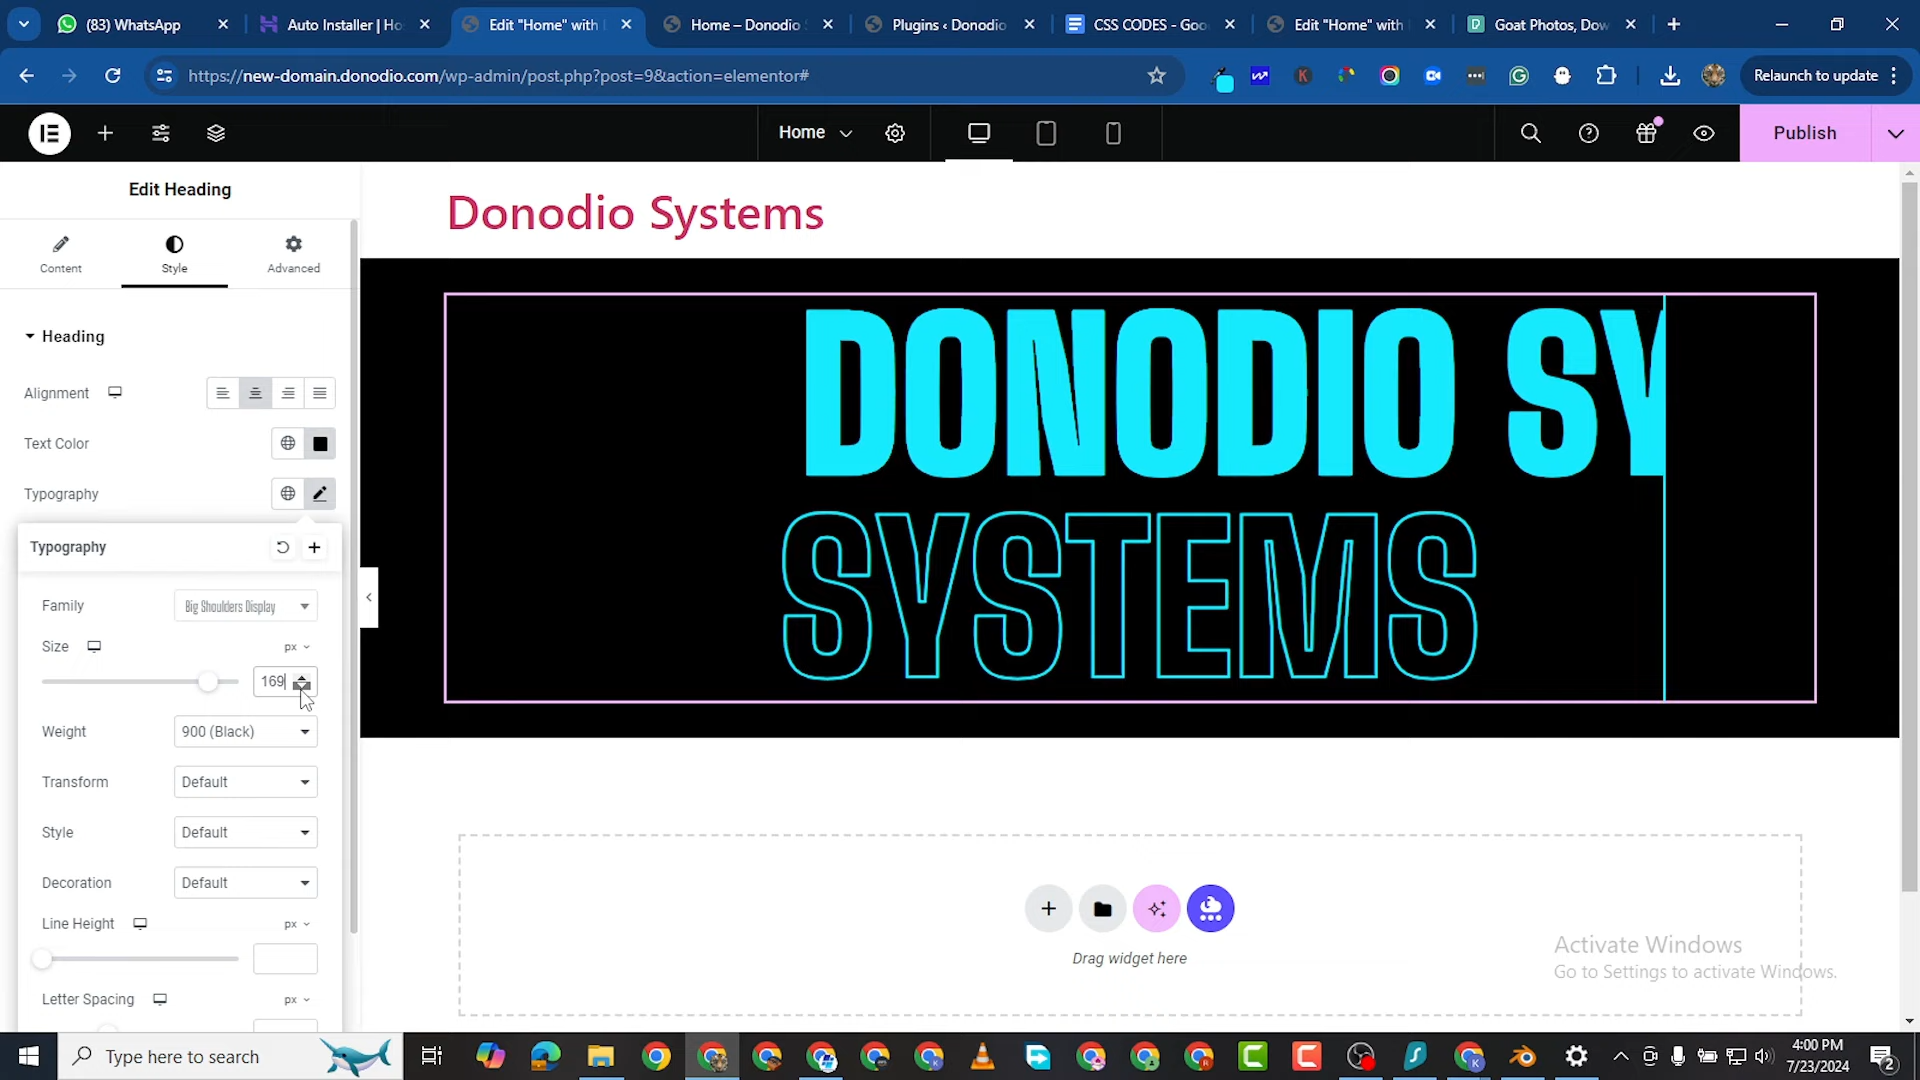 (83) WhatsApp
Auto Installer | Ho
Edit "Home" with
Home – Donodio S
Plugins ‹ Donodio
CSS CODES - Goo
Edit "Home" with
Goat Photos, Dow
https://new-domain.donodio.com/wp-admin/post.php?post=9&action=elementor#
Relaunch to update
Home
Publish
Edit Heading
Content
Style
Advanced
Heading
Alignment
Text Color
Typography
Typography
Family
Big Shoulders Display
Size
px
169
Weight
900 (Black)
Transform
Default
Style
Default
Decoration
Default
Line Height
px
Letter Spacing
px
Donodio Systems
DONODIO SY
SYSTEMS
Drag widget here
Activate Windows
Go to Settings to activate Windows.
Type here to search
4:00 PM
7/23/2024
2